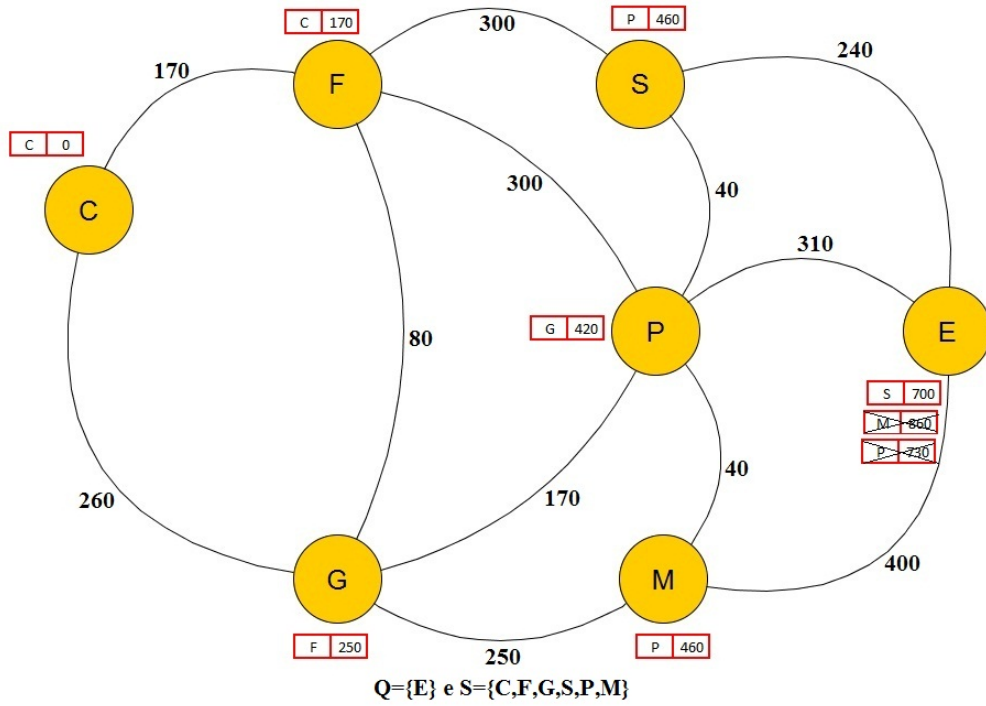 C 170
300
P 460
170
F
S
240
C 0
C
300
40
310
G 420
P
E
80
S 700
M 860
P 730
40
260
170
G
M
400
F 250
250
P 460
Q={E} e S={C,F,G,S,P,M}